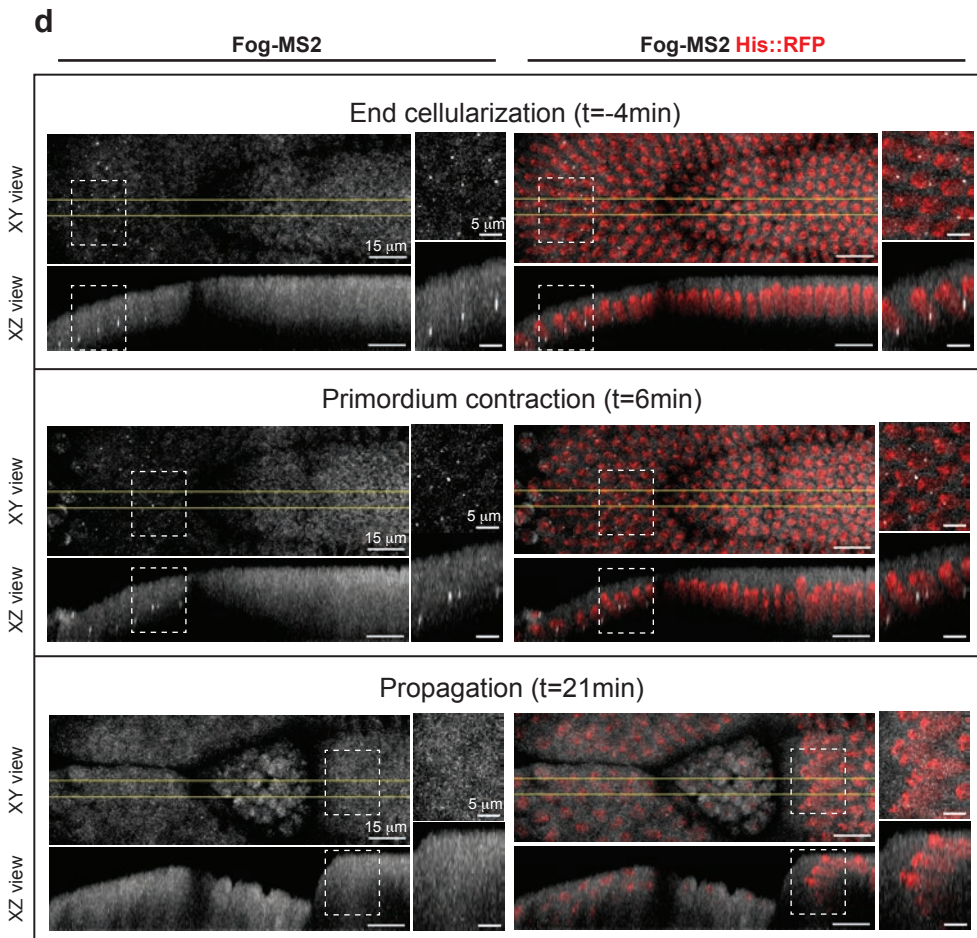 d
Fog-MS2
Fog-MS2 His::RFP
End cellularization (t=-4min)
XY view
15 µm
5 µm
XZ view
Primordium contraction (t=6min)
XY view
15 µm
5 µm
XZ view
Propagation (t=21min)
XY view
15 µm
5 µm
XZ view